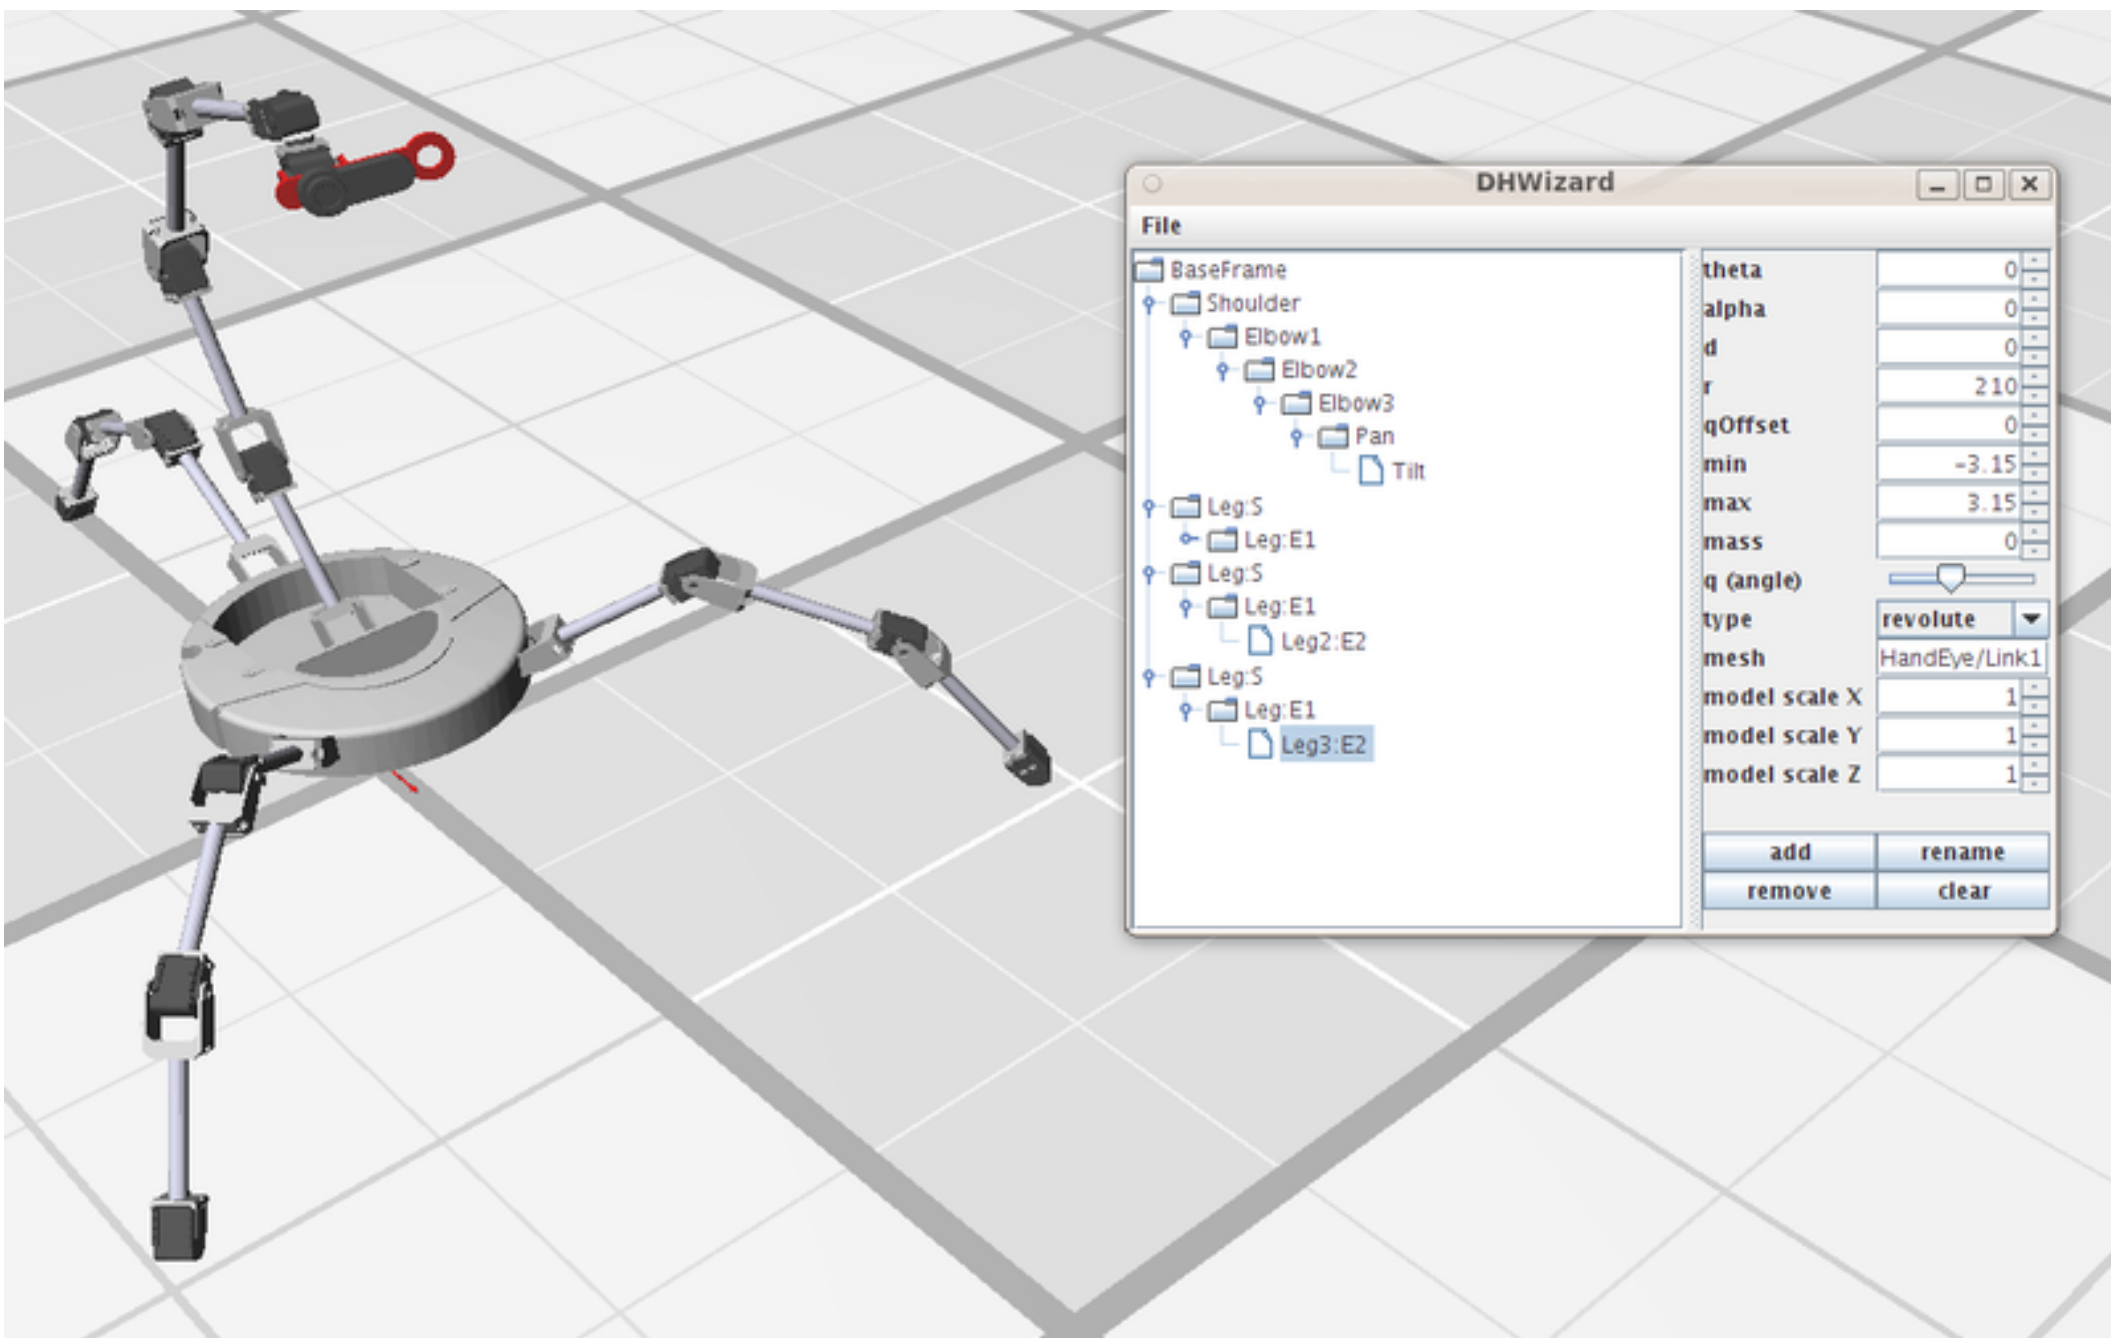 DHWizard
File
BaseFrame
Shoulder
Elbow1
Elbow2
Elbow3
Pan
Tilt
Leg:S
Leg:E1
Leg:S
Leg:E1
Leg2:E2
Leg:S
Leg:E1
Leg3:E2
theta 0
alpha 0
d 0
r 210
qOffset 0
min -3.15
max 3.15
mass 0
q (angle)
type revolute
mesh HandEye/Link1
model scale X 1
model scale Y 1
model scale Z 1
add rename
remove clear